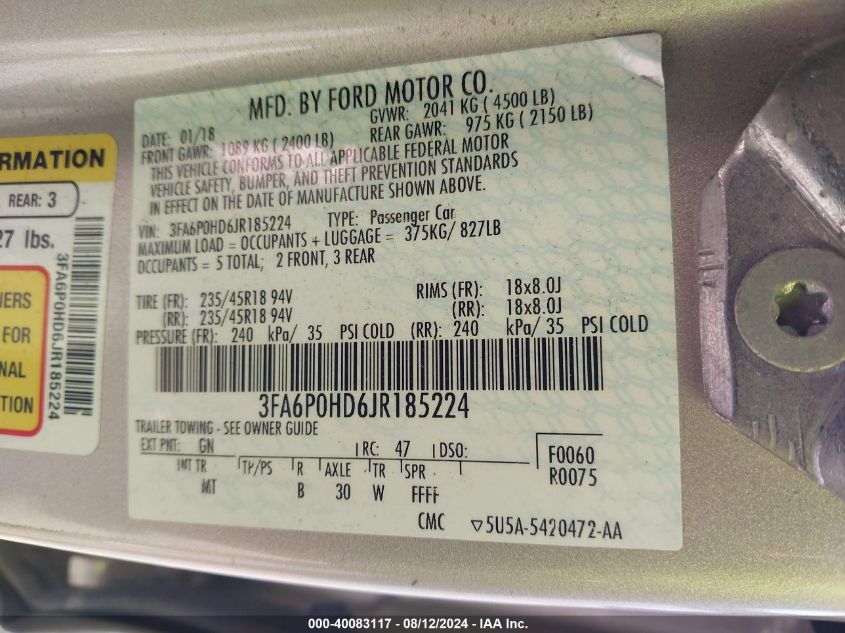 RMATION
REAR: 3
27 lbs.
NERS
FOR
NAL
TION
3FA6P0HD6JR185224
MFD. BY FORD MOTOR CO.
DATE: 01/18 GVWR: 2041 KG ( 4500 LB)
FRONT GAWR: 1089 KG ( 2400 LB) REAR GAWR: 975 KG ( 2150 LB)
THIS VEHICLE CONFORMS TO ALL APPLICABLE FEDERAL MOTOR
VEHICLE SAFETY, BUMPER, AND THEFT PREVENTION STANDARDS
IN EFFECT ON THE DATE OF MANUFACTURE SHOWN ABOVE.
VIN: 3FA6P0HD6JR185224 TYPE: Passenger Car
MAXIMUM LOAD = OCCUPANTS + LUGGAGE = 375KG/ 827LB
OCCUPANTS = 5 TOTAL; 2 FRONT, 3 REAR
TIRE (FR): 235/45R18 94V RIMS (FR): 18x8.0J
(RR): 235/45R18 94V (RR): 18x8.0J
PRESSURE (FR): 240 kPa/ 35 PSI COLD (RR): 240 kPa/ 35 PSI COLD
3FA6P0HD6JR185224
TRAILER TOWING - SEE OWNER GUIDE
EXT PNT: GN RC: 47 DSO: F0060
INT TR TP/PS R AXLE TR SPR R0075
MT B 30 W FFFF
CMC ▽5U5A-5420472-AA
000-40083117 - 08/12/2024 - IAA Inc.